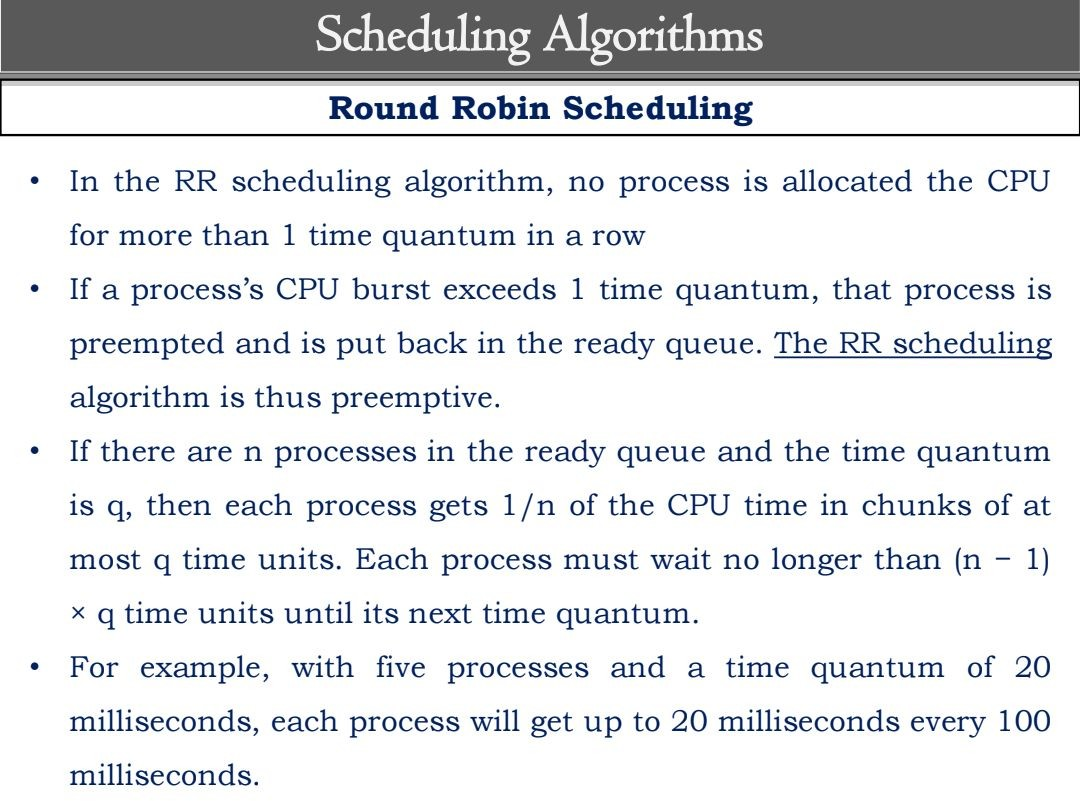 Scheduling Algorithms
Round Robin Scheduling
• In the RR scheduling algorithm, no process is allocated the CPU
for more than 1 time quantum in a row
• If a process’s CPU burst exceeds 1 time quantum, that process is
preempted and is put back in the ready queue. The RR scheduling
algorithm is thus preemptive.
• If there are n processes in the ready queue and the time quantum
is q, then each process gets 1/n of the CPU time in chunks of at
most q time units. Each process must wait no longer than (n − 1)
× q time units until its next time quantum.
• For example, with five processes and a time quantum of 20
milliseconds, each process will get up to 20 milliseconds every 100
milliseconds.